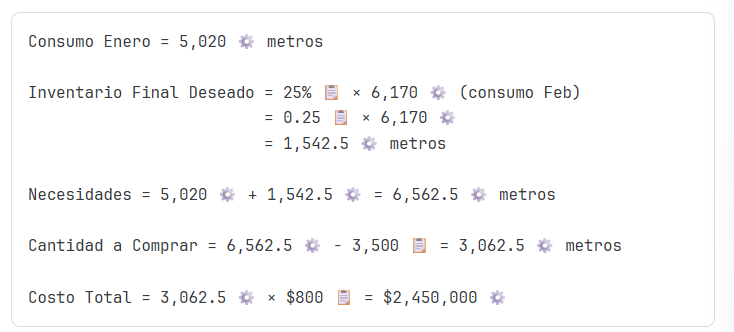 Consumo Enero = 5,020 ⚙️ metros
Inventario Final Deseado = 25% 📋 × 6,170 ⚙️ (consumo Feb)
= 0.25 📋 × 6,170 ⚙️
= 1,542.5 ⚙️ metros
Necesidades = 5,020 ⚙️ + 1,542.5 ⚙️ = 6,562.5 ⚙️ metros
Cantidad a Comprar = 6,562.5 ⚙️ - 3,500 📋 = 3,062.5 ⚙️ metros
Costo Total = 3,062.5 ⚙️ × $800 📋 = $2,450,000 ⚙️